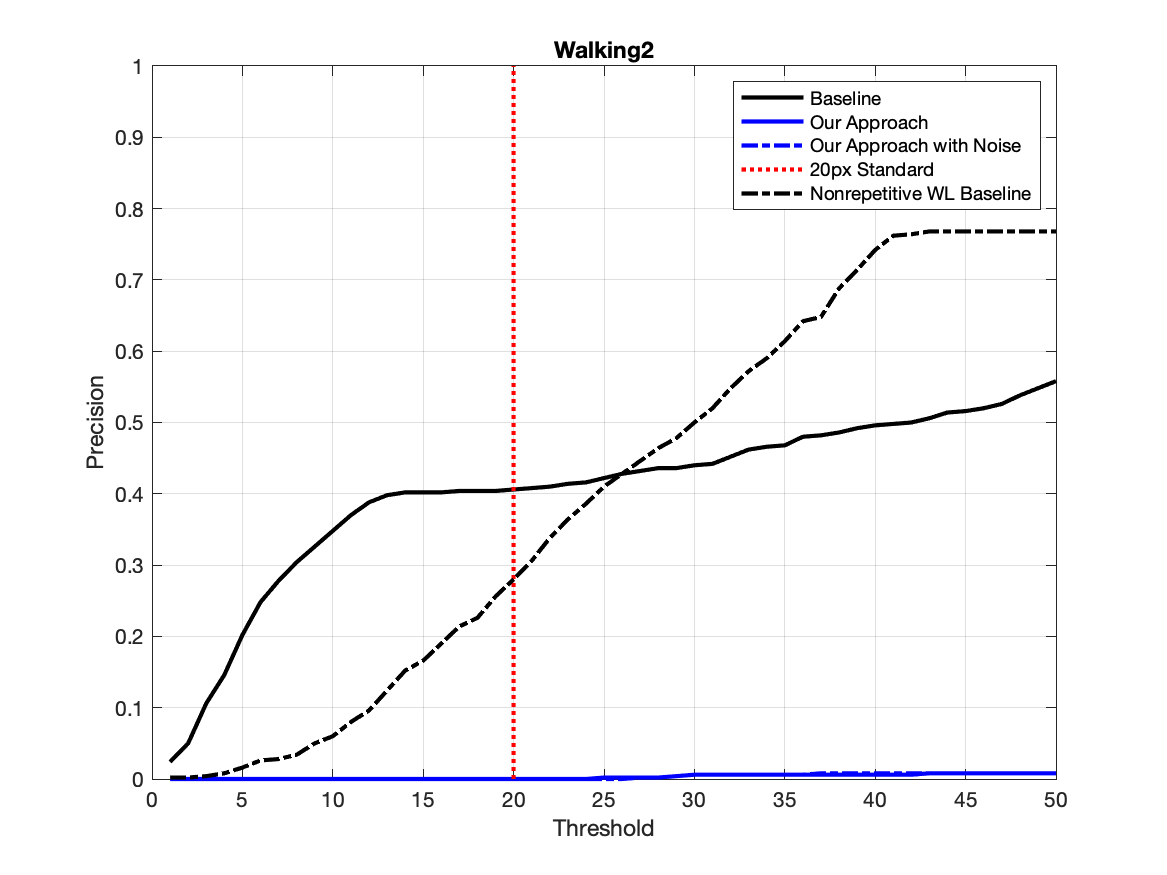 Walking2
1
0.9
0.8
0.7
0.6
0.5
0.4
0.3
0.2
0.1
0
Precision
Baseline
Our Approach
Our Approach with Noise
20px Standard
Nonrepetitive WL Baseline
0 5 10 15 20 25 30 35 40 45 50
Threshold